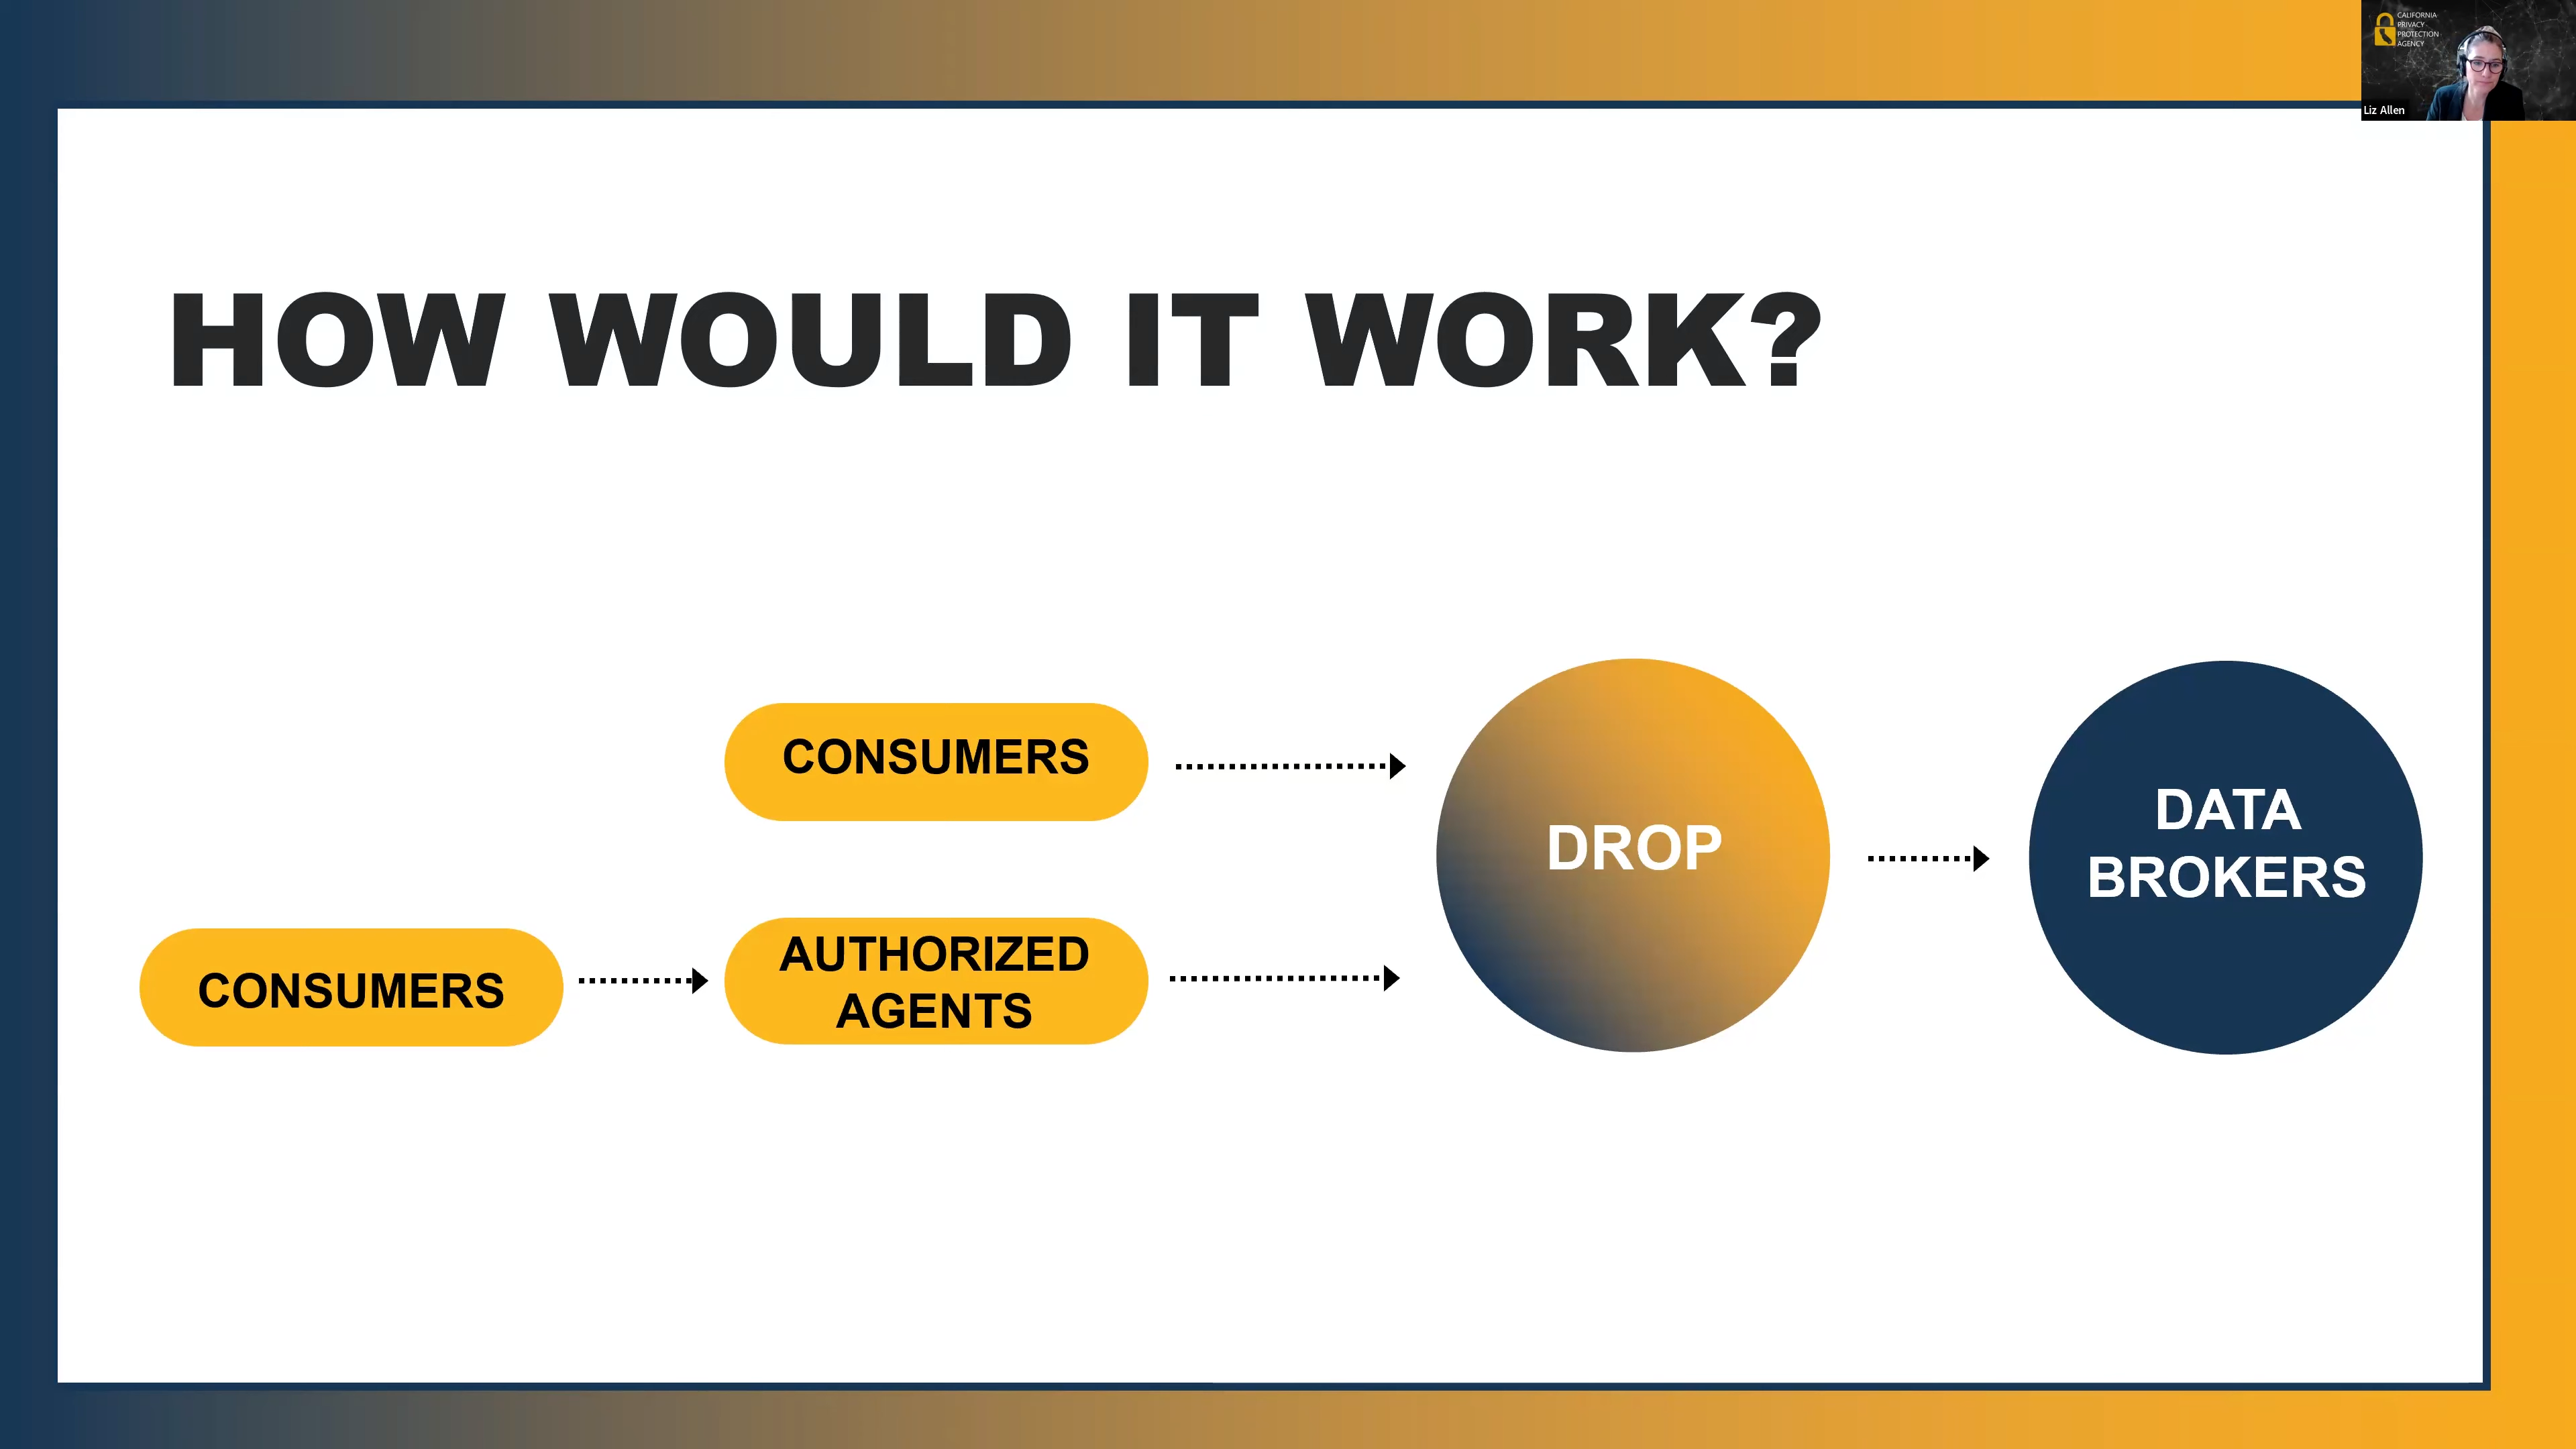 CALIFORNIA
PRIVACY
PROTECTION
AGENCY
Liz Allen
HOW WOULD IT WORK?
CONSUMERS
DROP
DATA
BROKERS
CONSUMERS
AUTHORIZED
AGENTS